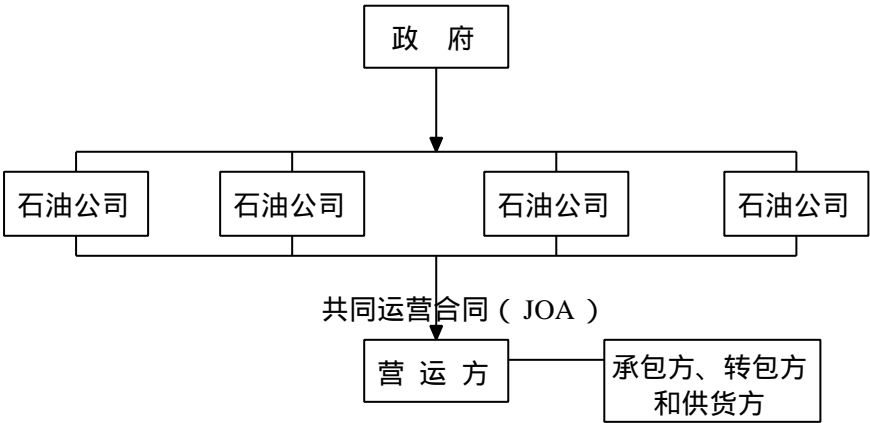 政 府
石油公司 石油公司 石油公司 石油公司
共同运营合同（ JOA ）
营 运 方
承包方、转包方
和供货方